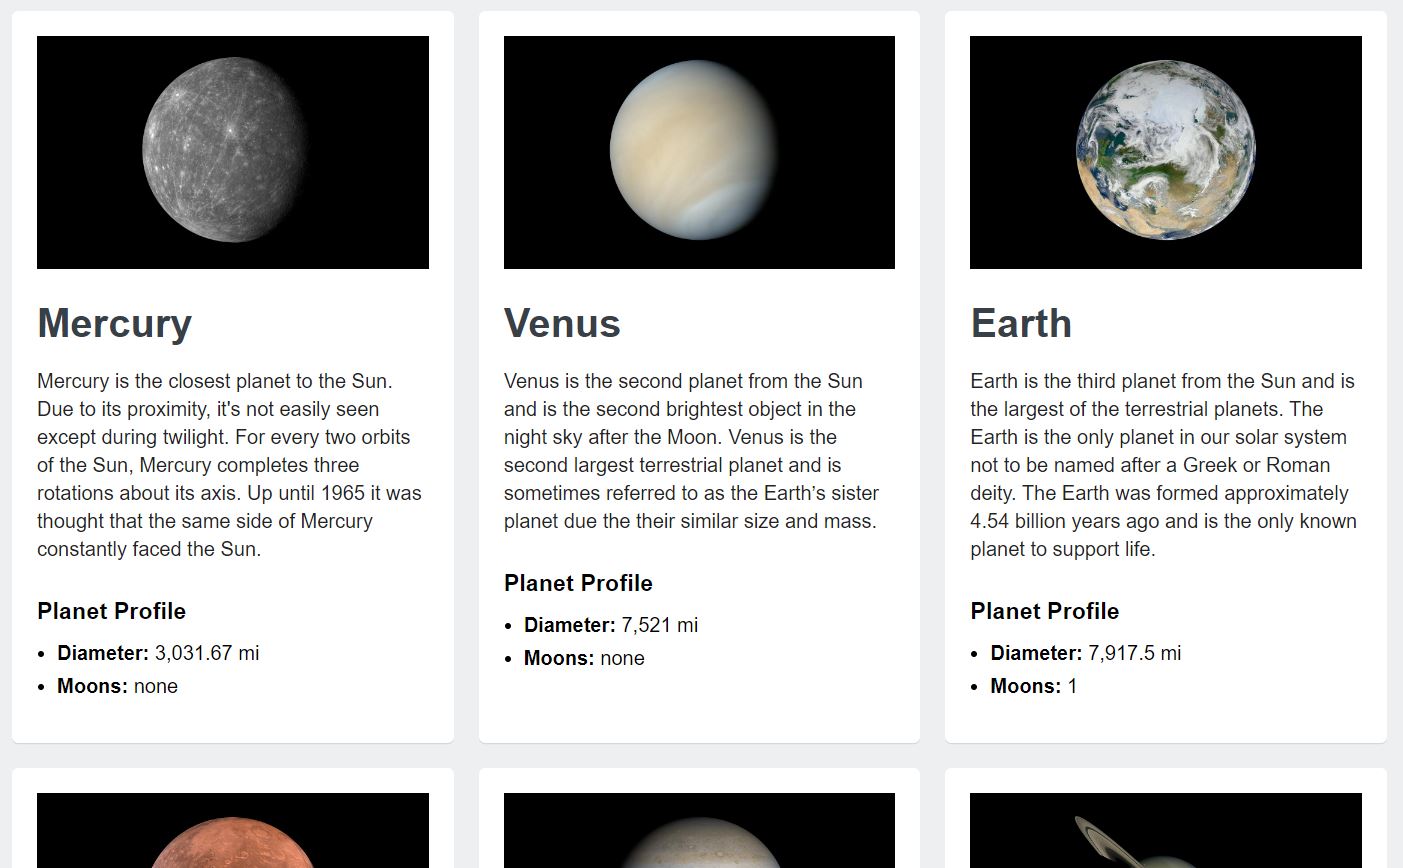 Mercury
Mercury is the closest planet to the Sun.
Due to its proximity, it's not easily seen
except during twilight. For every two orbits
of the Sun, Mercury completes three
rotations about its axis. Up until 1965 it was
thought that the same side of Mercury
constantly faced the Sun.
Planet Profile
• Diameter: 3,031.67 mi
• Moons: none
Venus
Venus is the second planet from the Sun
and is the second brightest object in the
night sky after the Moon. Venus is the
second largest terrestrial planet and is
sometimes referred to as the Earth’s sister
planet due the their similar size and mass.
Planet Profile
• Diameter: 7,521 mi
• Moons: none
Earth
Earth is the third planet from the Sun and is
the largest of the terrestrial planets. The
Earth is the only planet in our solar system
not to be named after a Greek or Roman
deity. The Earth was formed approximately
4.54 billion years ago and is the only known
planet to support life.
Planet Profile
• Diameter: 7,917.5 mi
• Moons: 1